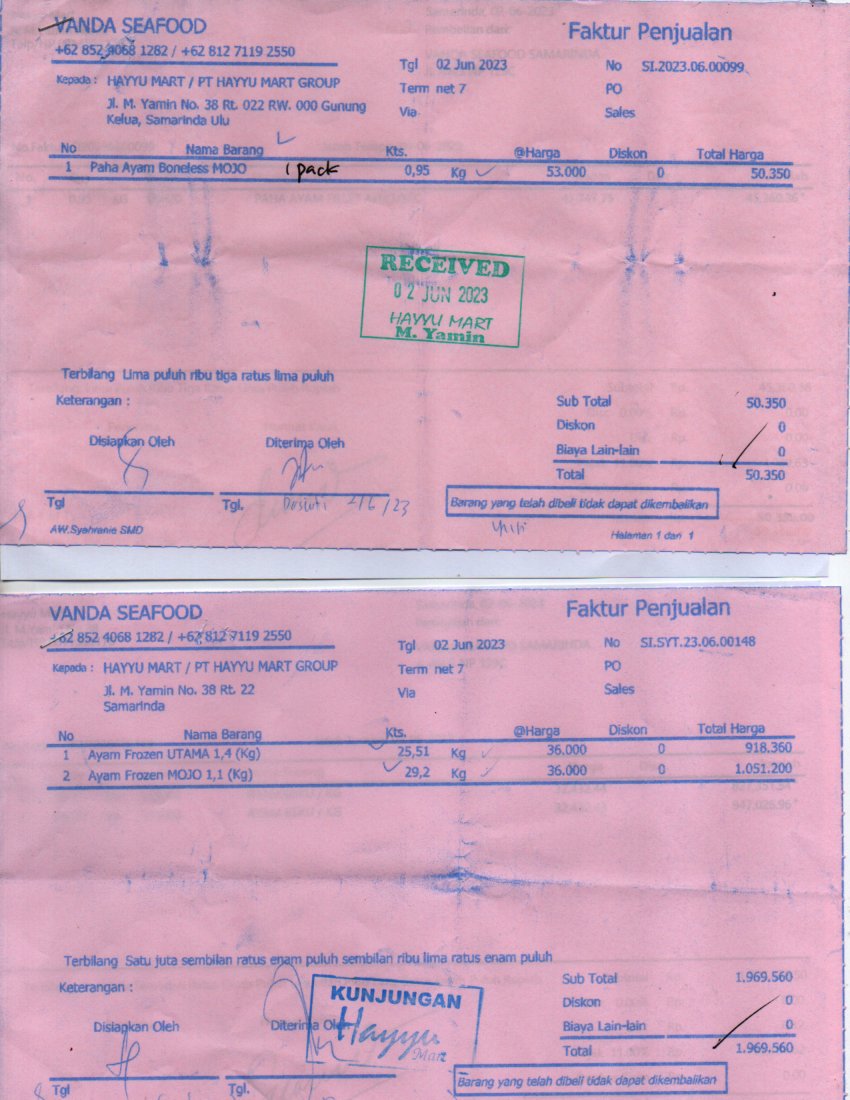 VANDA SEAFOOD
Faktur Penjualan
+62 852 4068 1282 / +62 812 7119 2550
Tgl 02 Jun 2023 No SI.2023.06.00099
Kepada : HAYYU MART / PT HAYYU MART GROUP
Term net 7 PO
Jl. M. Yamin No. 38 Rt. 022 RW. 000 Gunung
Via Sales
Kelua, Samarinda Ulu
No Nama Barang Kts. @Harga Diskon Total Harga
1 Paha Ayam Boneless MOJO 1 pack 0,95 Kg 53.000 0 50.350
RECEIVED
02 JUN 2023
HAYYU MART
M. Yamin
Terbilang Lima puluh ribu tiga ratus lima puluh
Keterangan :
Sub Total 50.350
Diskon 0
Disiapkan Oleh Diterima Oleh
Biaya Lain-lain 0
Total 50.350
Tgl Tgl. 2/6/23
Barang yang telah dibeli tidak dapat dikembalikan
AW.Syahranie SMD
Halaman 1 dari 1
VANDA SEAFOOD
Faktur Penjualan
+62 852 4068 1282 / +62 812 7119 2550
Tgl 02 Jun 2023 No SI.SYT.23.06.00148
Kepada : HAYYU MART / PT HAYYU MART GROUP
Term net 7 PO
Jl. M. Yamin No. 38 Rt. 22
Via Sales
Samarinda
No Nama Barang Kts. @Harga Diskon Total Harga
1 Ayam Frozen UTAMA 1,4 (Kg) 25,51 Kg 36.000 0 918.360
2 Ayam Frozen MOJO 1,1 (Kg) 29,2 Kg 36.000 0 1.051.200
Terbilang Satu juta sembilan ratus enam puluh sembilan ribu lima ratus enam puluh
Keterangan :
Sub Total 1.969.560
KUNJUNGAN
Hayyu
Mart
Diskon 0
Disiapkan Oleh Diterima Oleh
Biaya Lain-lain 0
Total 1.969.560
Barang yang telah dibeli tidak dapat dikembalikan
Tgl Tgl.